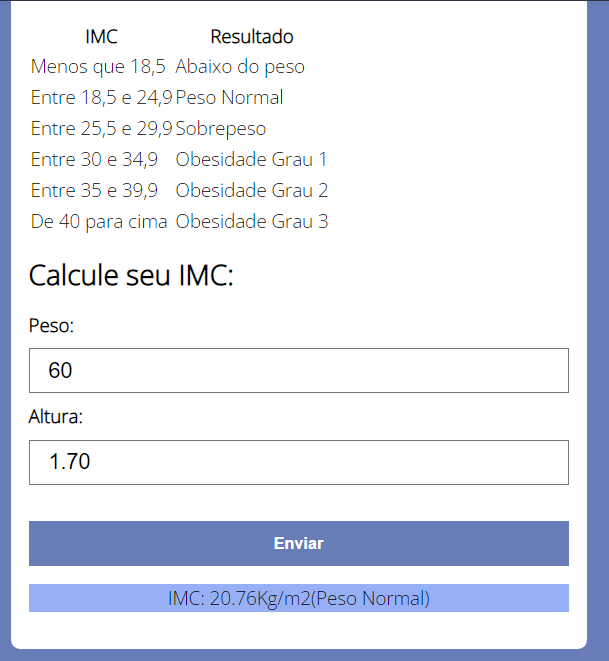 IMC Resultado
Menos que 18,5 Abaixo do peso
Entre 18,5 e 24,9 Peso Normal
Entre 25,5 e 29,9 Sobrepeso
Entre 30 e 34,9 Obesidade Grau 1
Entre 35 e 39,9 Obesidade Grau 2
De 40 para cima Obesidade Grau 3
Calcule seu IMC:
Peso:
60
Altura:
1.70
Enviar
IMC: 20.76Kg/m2(Peso Normal)